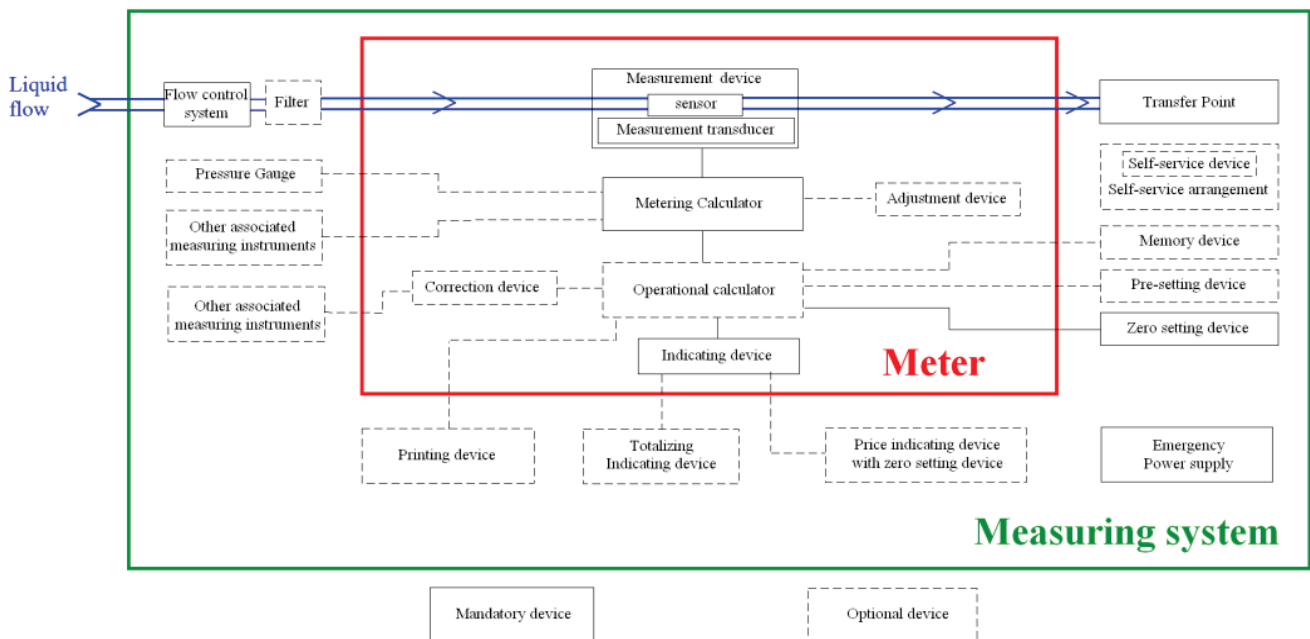 Liquid
flow
Flow control
system
Filter
Measurement device
sensor
Measurement transducer
Transfer Point
Pressure Gauge
Self-service device
Self-service arrangement
Metering Calculator
Adjustment device
Other associated
measuring instruments
Memory device
Correction device
Operational calculator
Pre-setting device
Other associated
measuring instruments
Zero setting device
Indicating device
Meter
Printing device
Totalizing
Indicating device
Price indicating device
with zero setting device
Emergency
Power supply
Measuring system
Mandatory device
Optional device